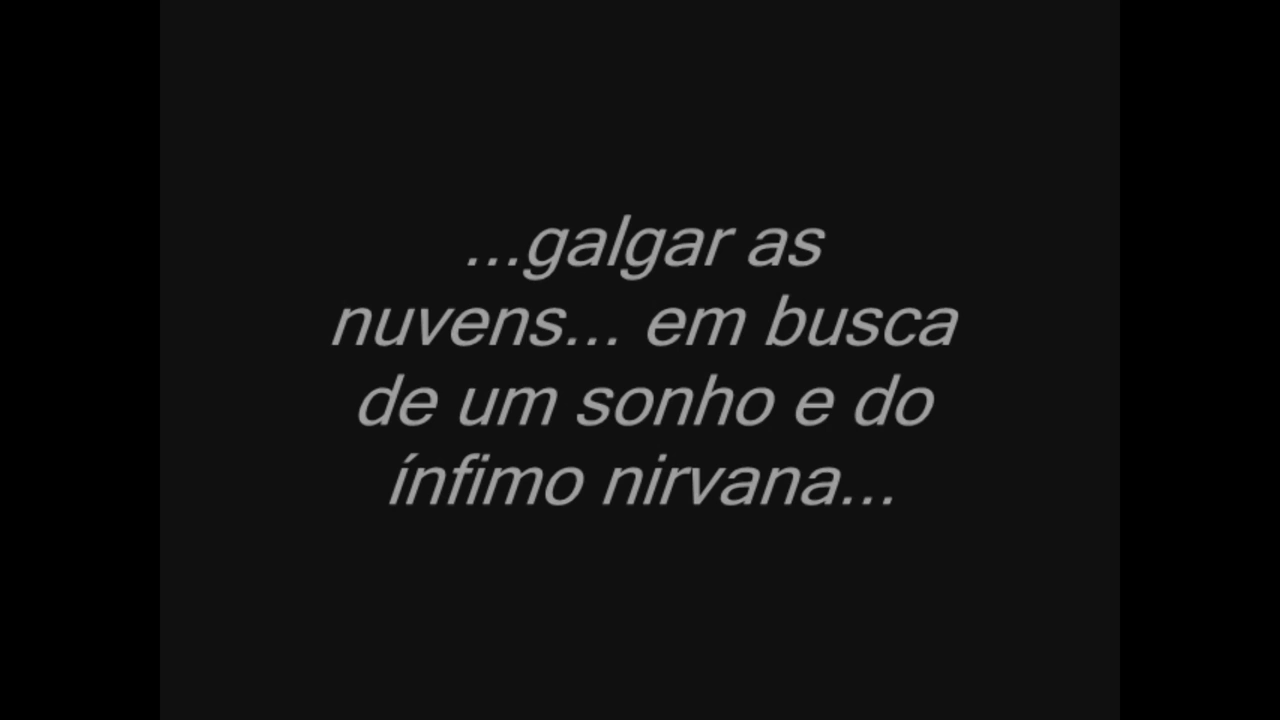 ...galgar as
nuvens... em busca
de um sonho e do
ínfimo nirvana...